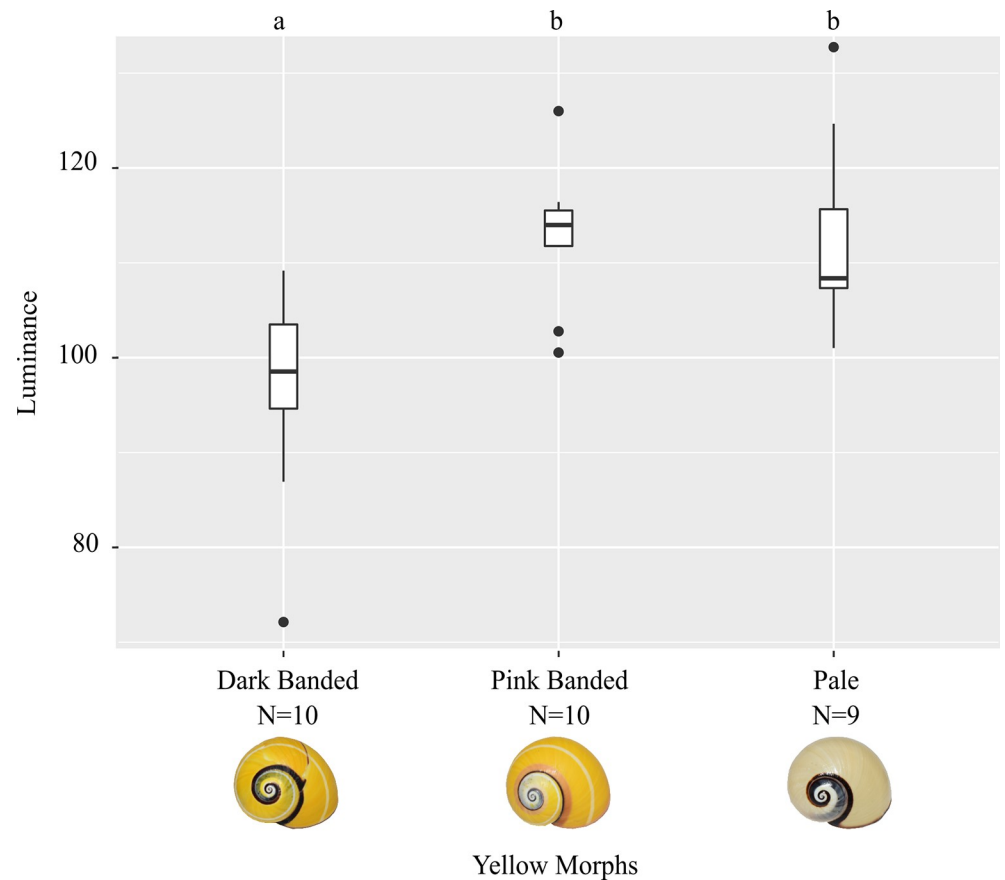 a b b
120
100
80
Luminance
Dark Banded Pink Banded Pale
N=10 N=10 N=9
Yellow Morphs